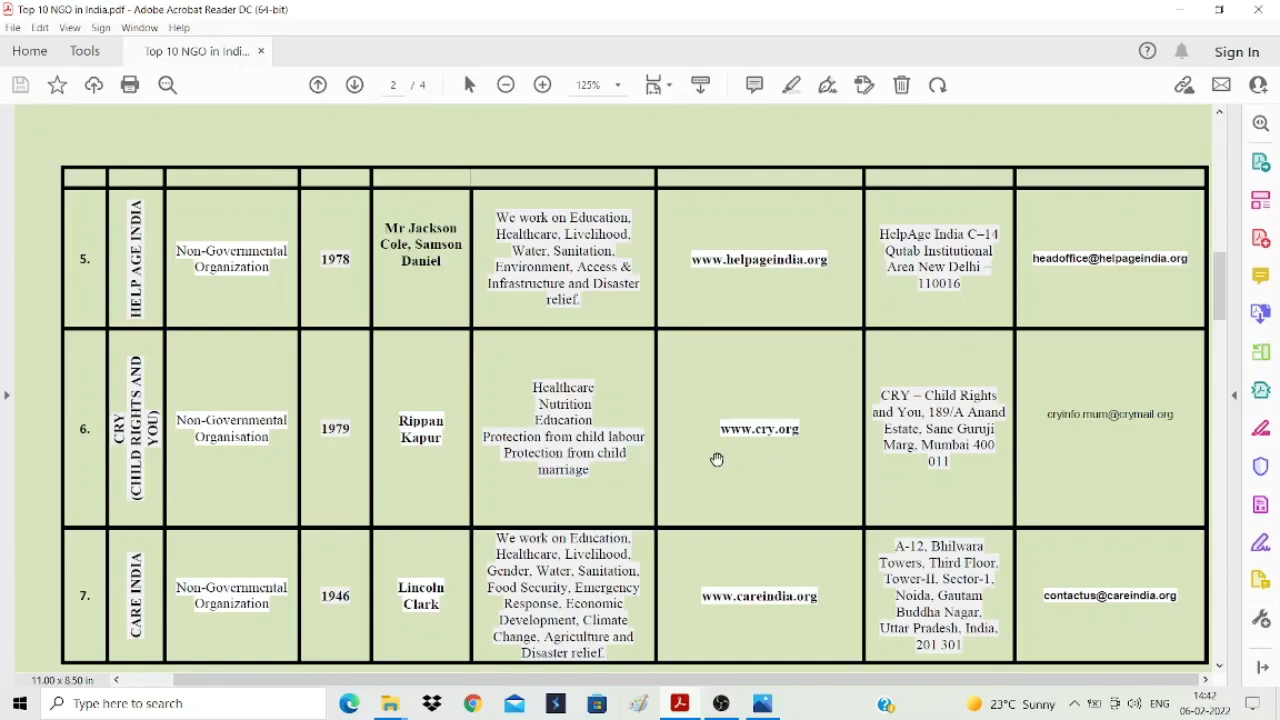 Top 10 NGO in India.pdf - Adobe Acrobat Reader DC (64-bit)
File Edit View Sign Window Help
Home Tools Top 10 NGO in Indi... × Sign In
2 / 4 125%
5.
HELP AGE INDIA
Non-Governmental
Organization
1978
Mr Jackson
Cole, Samson
Daniel
We work on Education,
Healthcare, Livelihood,
Water, Sanitation,
Environment, Access &
Infrastructure and Disaster
relief.
www.helpageindia.org
HelpAge India C–14
Qutab Institutional
Area New Delhi –
110016
headoffice@helpageindia.org
6.
CRY
(CHILD RIGHTS AND
YOU)
Non-Governmental
Organisation
1979
Rippan
Kapur
Healthcare
Nutrition
Education
Protection from child labour
Protection from child
marriage
www.cry.org
CRY – Child Rights
and You, 189/A Anand
Estate, Sane Guruji
Marg, Mumbai 400
011
cryinfo.mum@crymail.org
7.
CARE INDIA
Non-Governmental
Organization
1946
Lincoln
Clark
We work on Education,
Healthcare, Livelihood,
Gender, Water, Sanitation,
Food Security, Emergency
Response, Economic
Development, Climate
Change, Agriculture and
Disaster relief.
www.careindia.org
A-12, Bhilwara
Towers, Third Floor,
Tower-II, Sector-1,
Noida, Gautam
Buddha Nagar,
Uttar Pradesh, India,
201 301
contactus@careindia.org
11.00 x 8.50 in
Type here to search
23°C Sunny
ENG
14:42
06-02-2022